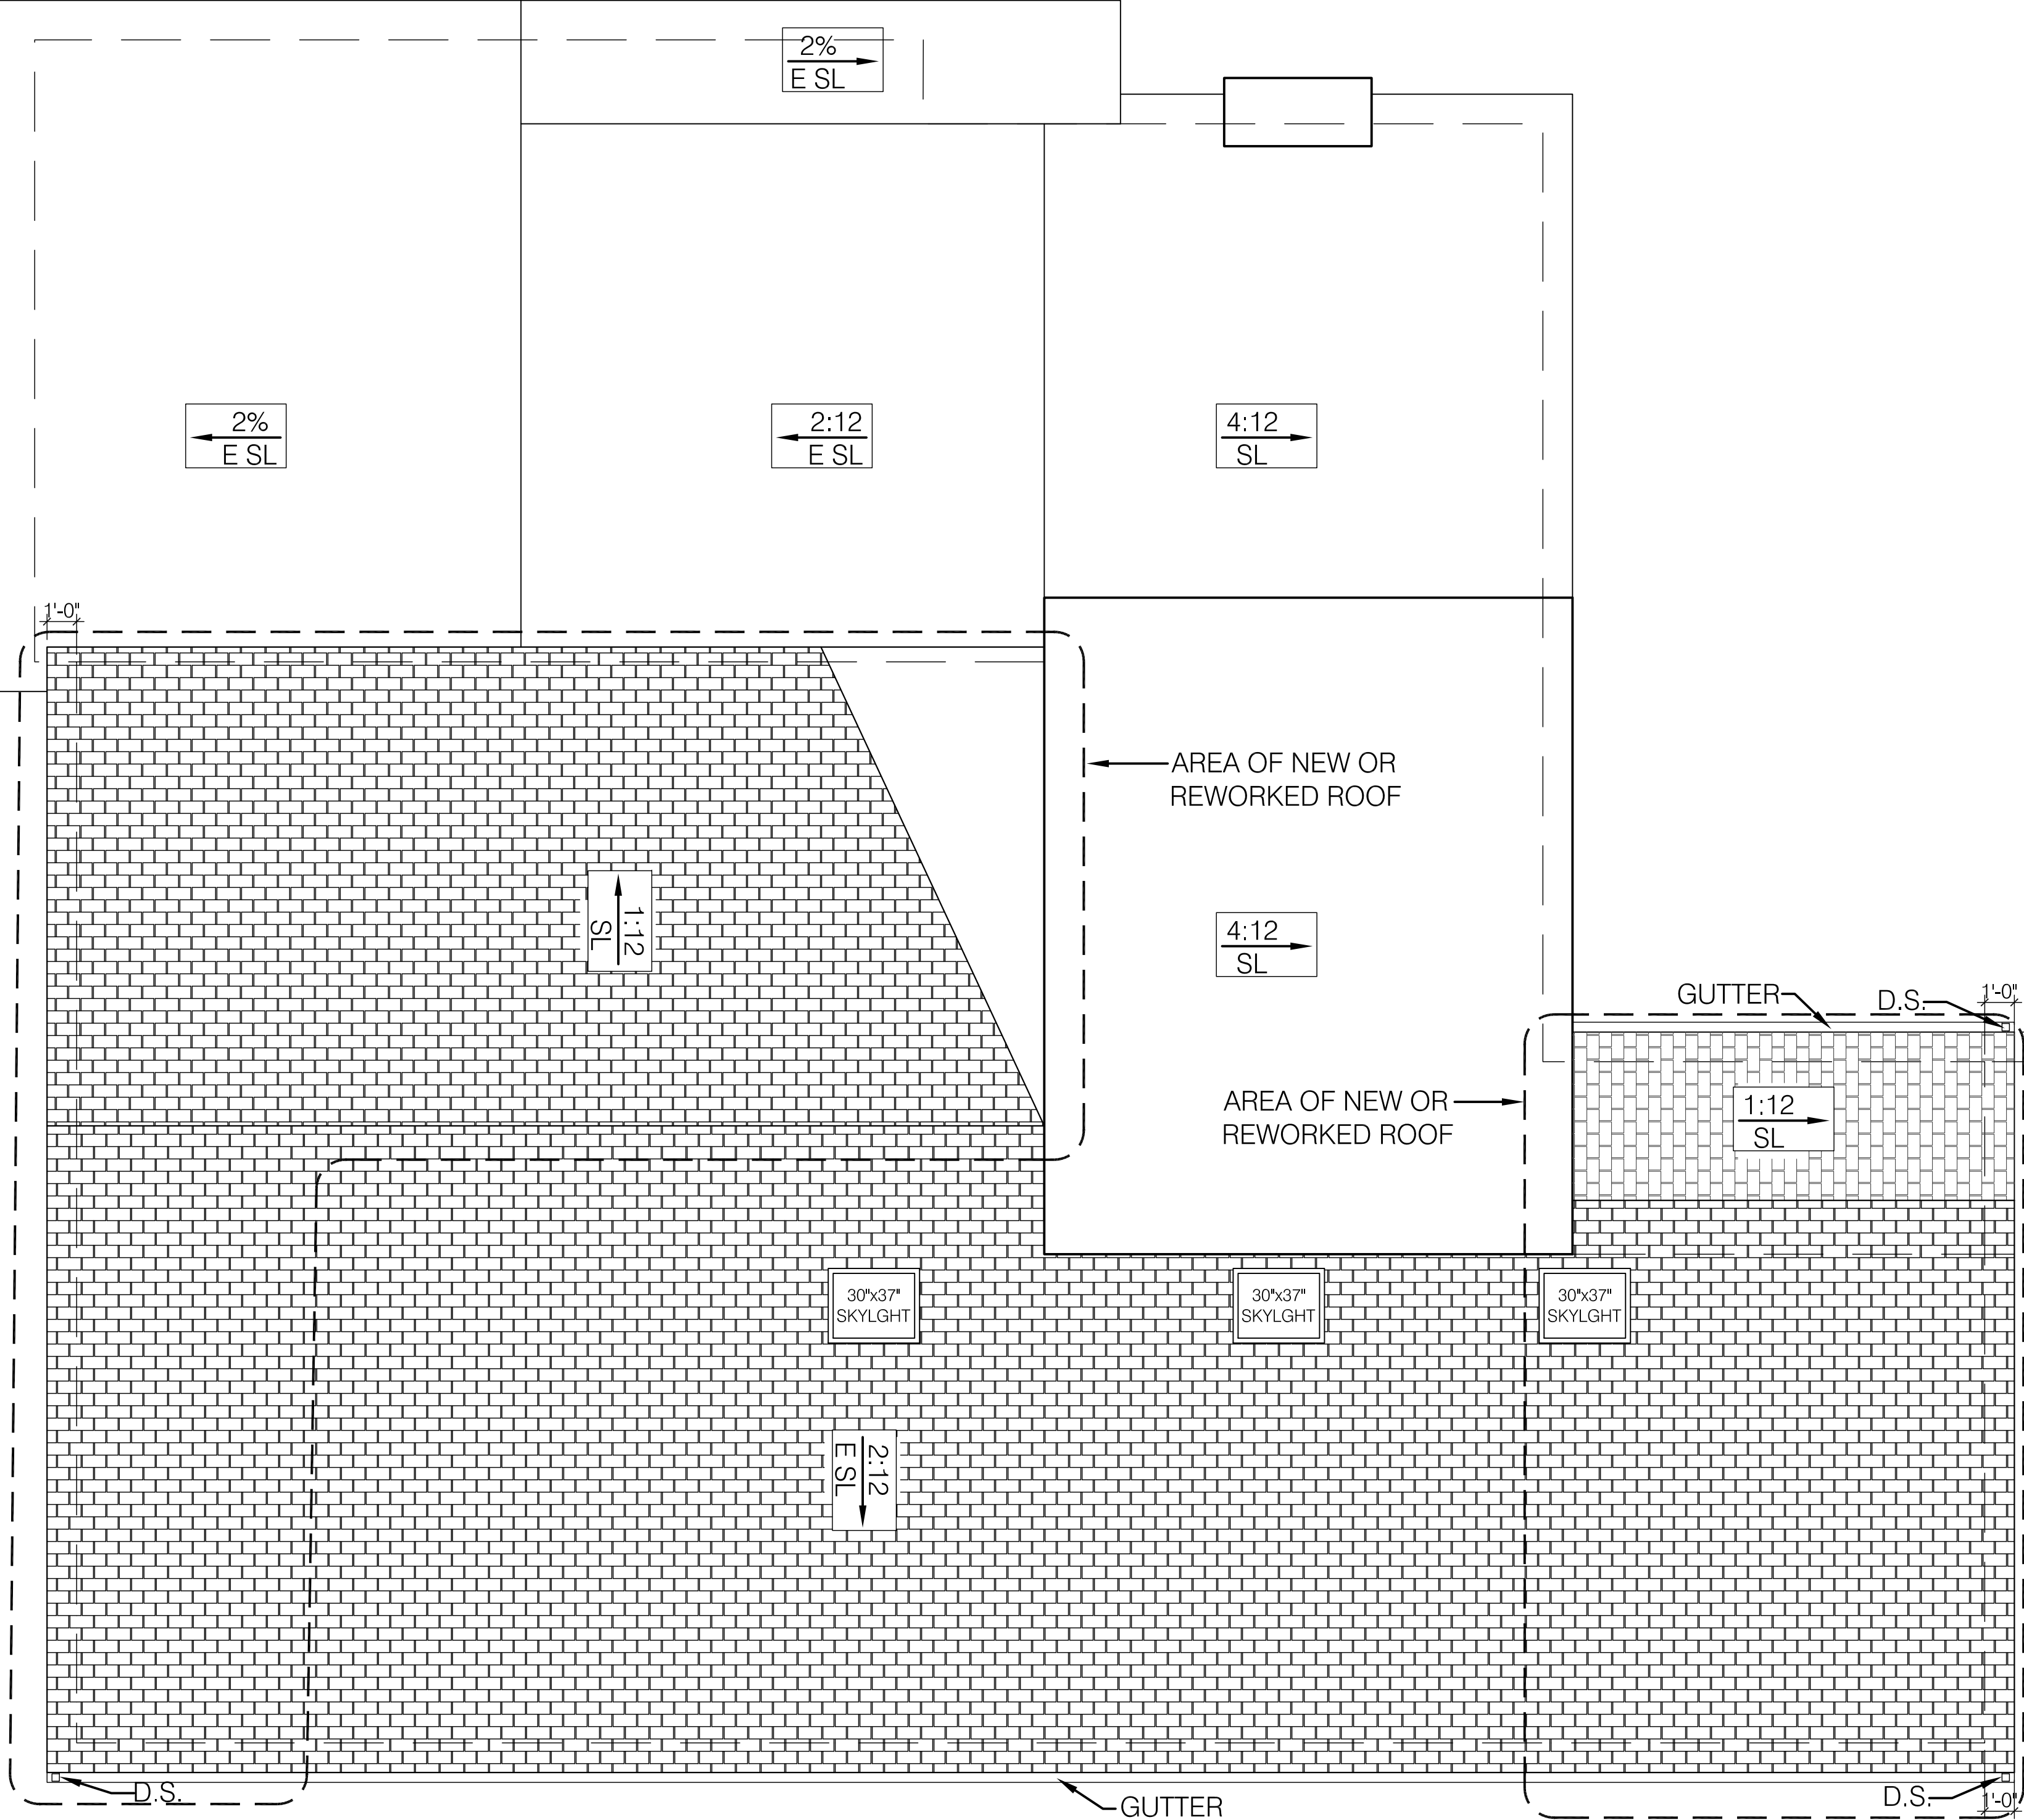 2%
E SL
2%
E SL
2:12
E SL
4:12
SL
1'-0"
AREA OF NEW OR
REWORKED ROOF
1:12
SL
4:12
SL
GUTTER
D.S.
1'-0"
AREA OF NEW OR
REWORKED ROOF
1:12
SL
30"x37"
SKYLGHT
30"x37"
SKYLGHT
30"x37"
SKYLGHT
2:12
E SL
D.S.
GUTTER
D.S.
1'-0"